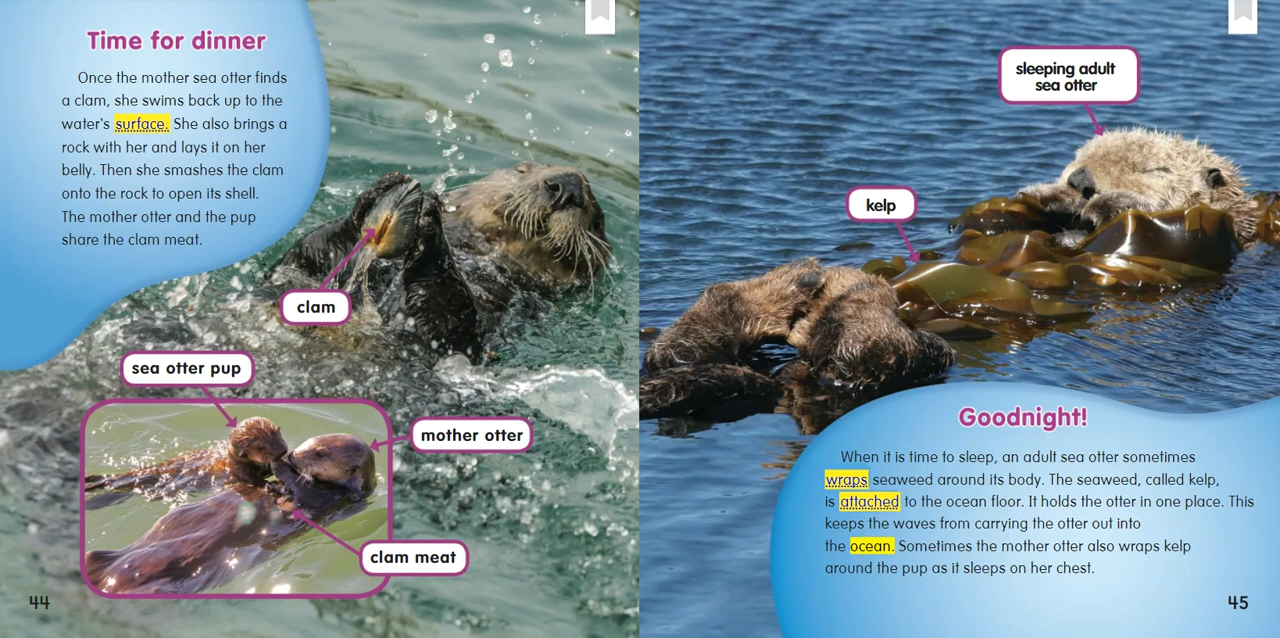 Time for dinner
Once the mother sea otter finds
a clam, she swims back up to the
water's surface. She also brings a
rock with her and lays it on her
belly. Then she smashes the clam
onto the rock to open its shell.
The mother otter and the pup
share the clam meat.
clam
sea otter pup
mother otter
clam meat
44
sleeping adult
sea otter
kelp
Goodnight!
When it is time to sleep, an adult sea otter sometimes
wraps seaweed around its body. The seaweed, called kelp,
is attached to the ocean floor. It holds the otter in one place. This
keeps the waves from carrying the otter out into
the ocean. Sometimes the mother otter also wraps kelp
around the pup as it sleeps on her chest.
45